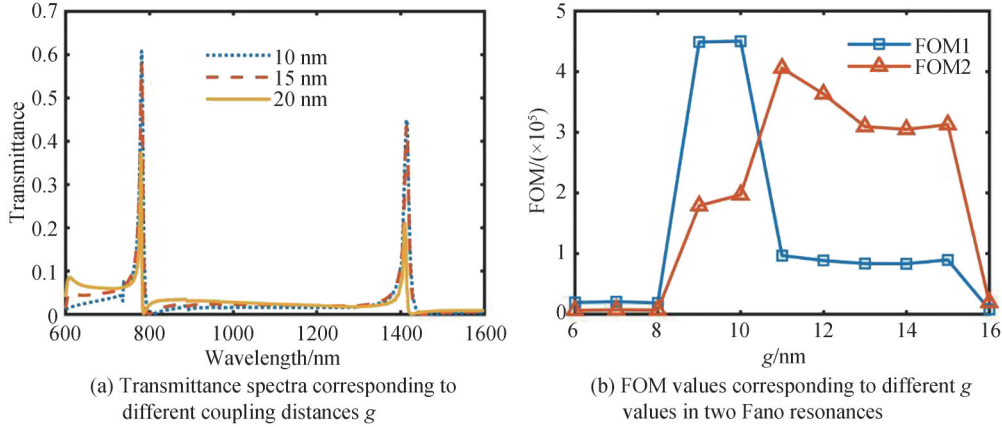 0.7
0.6
0.5
0.4
0.3
0.2
0.1
0
10 nm
15 nm
20 nm
Transmittance
600 800 1000 1200 1400 1600
Wavelength/nm
(a) Transmittance spectra corresponding to
different coupling distances g
5
4
3
2
1
0
FOM1
FOM2
FOM/(×10⁵)
6 8 10 12 14 16
g/nm
(b) FOM values corresponding to different g
values in two Fano resonances